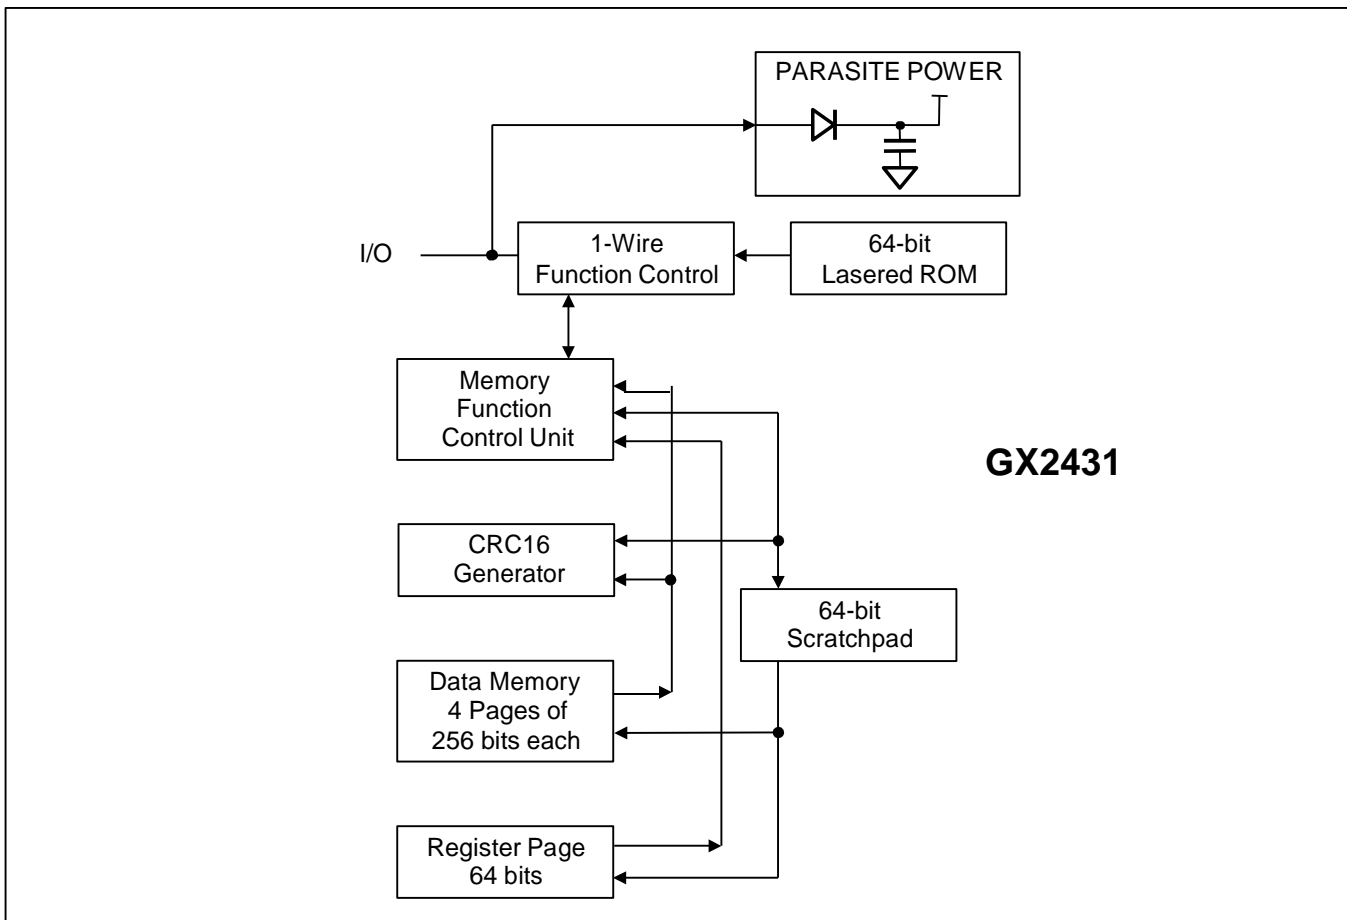 PARASITE POWER
I/O
1-Wire
Function Control
64-bit
Lasered ROM
Memory
Function
Control Unit
GX2431
CRC16
Generator
64-bit
Scratchpad
Data Memory
4 Pages of
256 bits each
Register Page
64 bits